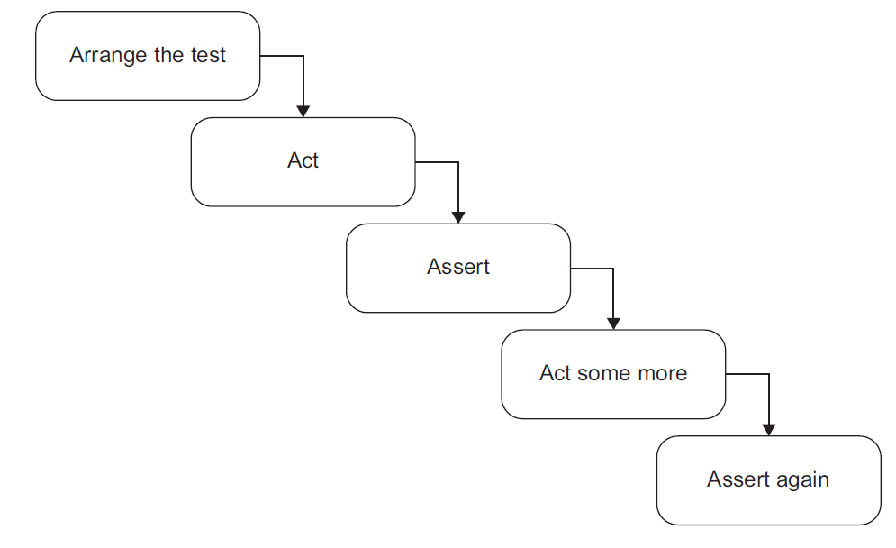 Arrange the test
Act
Assert
Act some more
Assert again